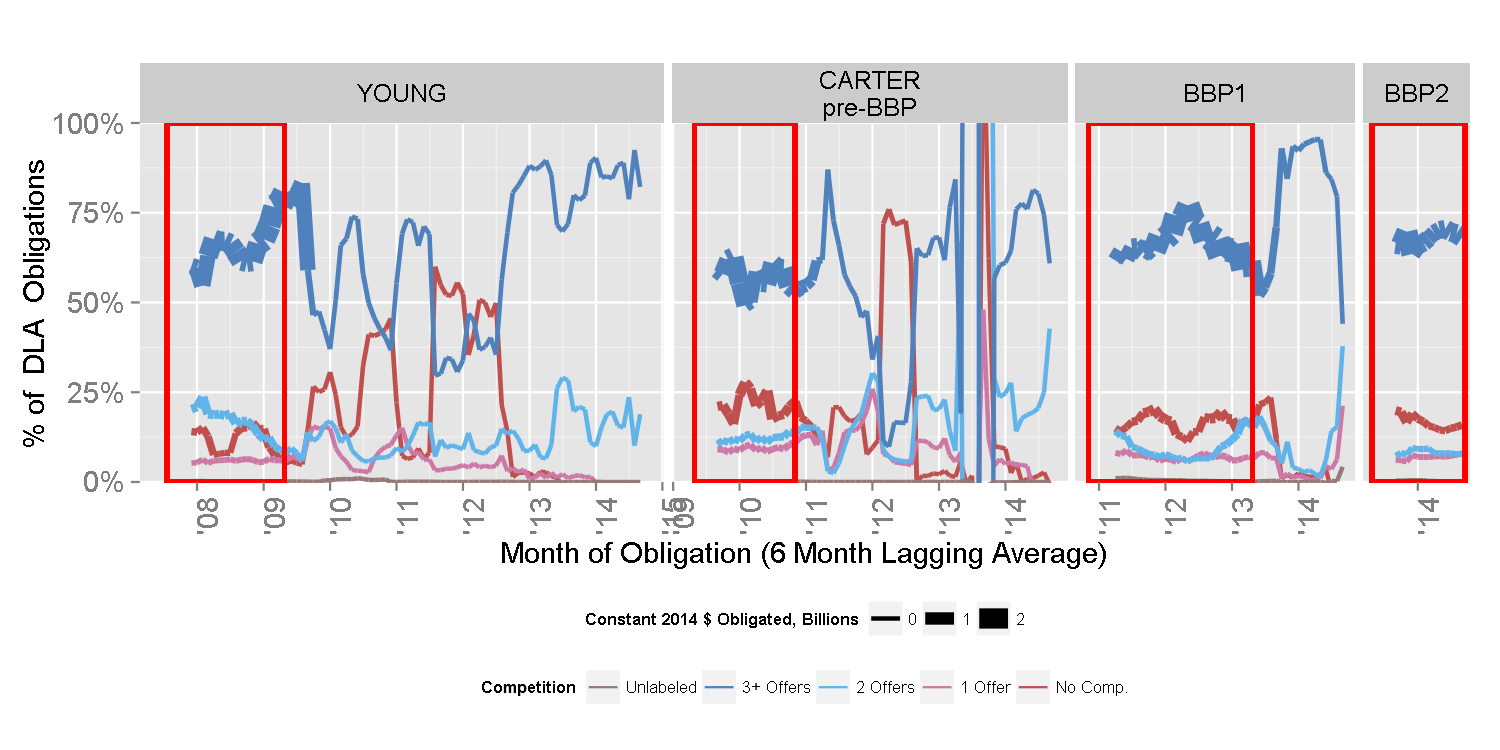 YOUNG
CARTER
pre-BBP
BBP1
BBP2
% of DLA Obligations
100%
75%
50%
25%
0%
'08
'09
'10
'11
'12
'13
'14
'15
'09
'10
'11
'12
'13
'14
'11
'12
'13
'14
'14
Month of Obligation (6 Month Lagging Average)
Constant 2014 $ Obligated, Billions 0 1 2
Competition Unlabeled 3+ Offers 2 Offers 1 Offer No Comp.